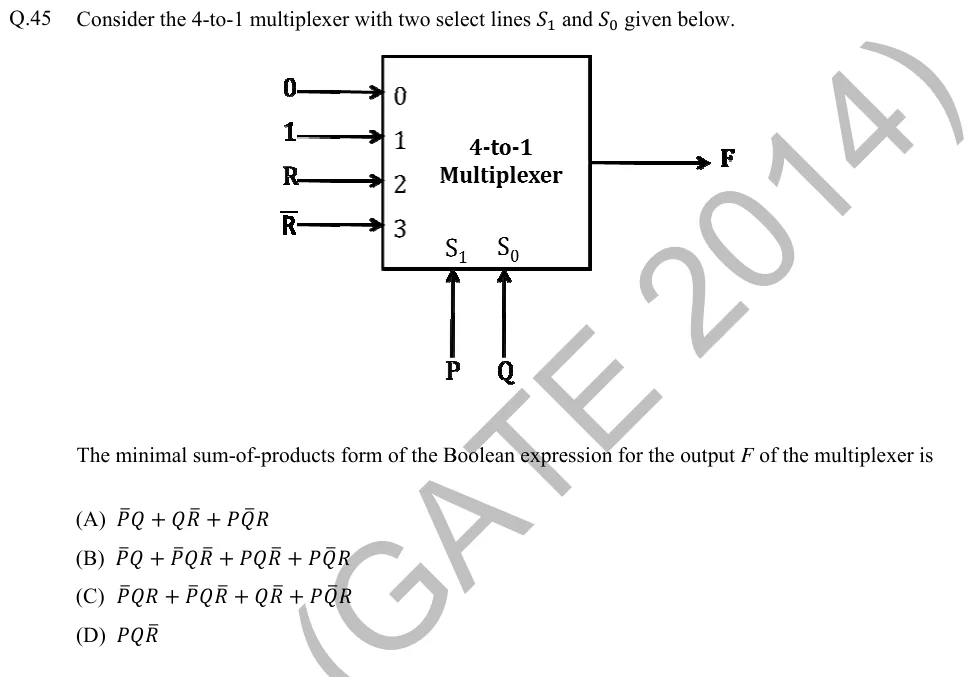 Q.45 Consider the 4-to-1 multiplexer with two select lines S₁ and S₀ given below.
0 0
1 1
4-to-1
R 2 Multiplexer F
R̅ 3
S₁ S₀
P Q
The minimal sum-of-products form of the Boolean expression for the output F of the multiplexer is
(A) P̅Q + QR̅ + PQ̅R
(B) P̅Q + P̅QR̅ + PQR̅ + PQ̅R
(C) P̅QR + P̅QR̅ + QR̅ + PQ̅R
(D) PQR̅
(GATE 2014)